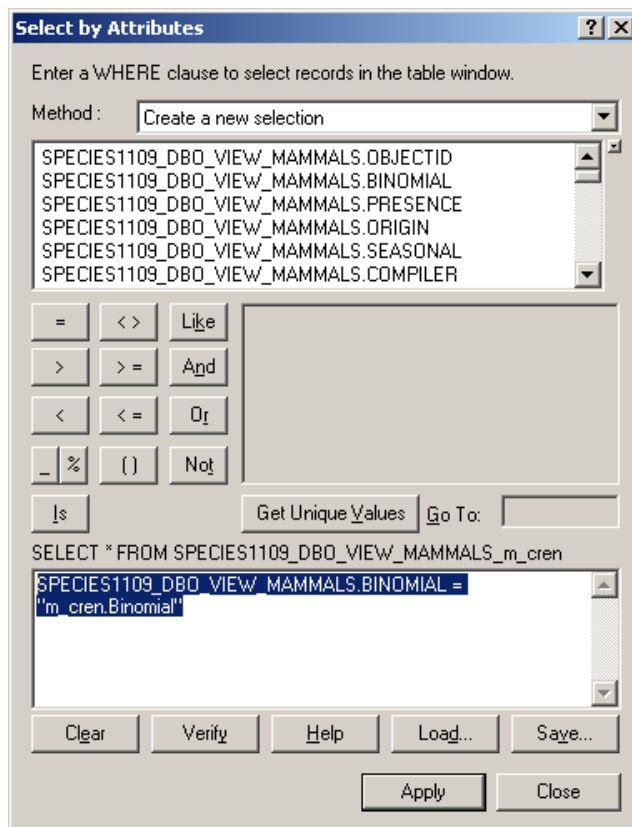 Select by Attributes
Enter a WHERE clause to select records in the table window.
Method : Create a new selection
SPECIES1109_DBO_VIEW_MAMMALS.OBJECTID
SPECIES1109_DBO_VIEW_MAMMALS.BINOMIAL
SPECIES1109_DBO_VIEW_MAMMALS.PRESENCE
SPECIES1109_DBO_VIEW_MAMMALS.ORIGIN
SPECIES1109_DBO_VIEW_MAMMALS.SEASONAL
SPECIES1109_DBO_VIEW_MAMMALS.COMPILER
= < > Like
> > = And
< < = Or
_ % ( ) Not
Is Get Unique Values Go To:
SELECT * FROM SPECIES1109_DBO_VIEW_MAMMALS_m_cren
SPECIES1109_DBO_VIEW_MAMMALS.BINOMIAL =
"m_cren.Binomial"
Clear Verify Help Load... Save...
Apply Close